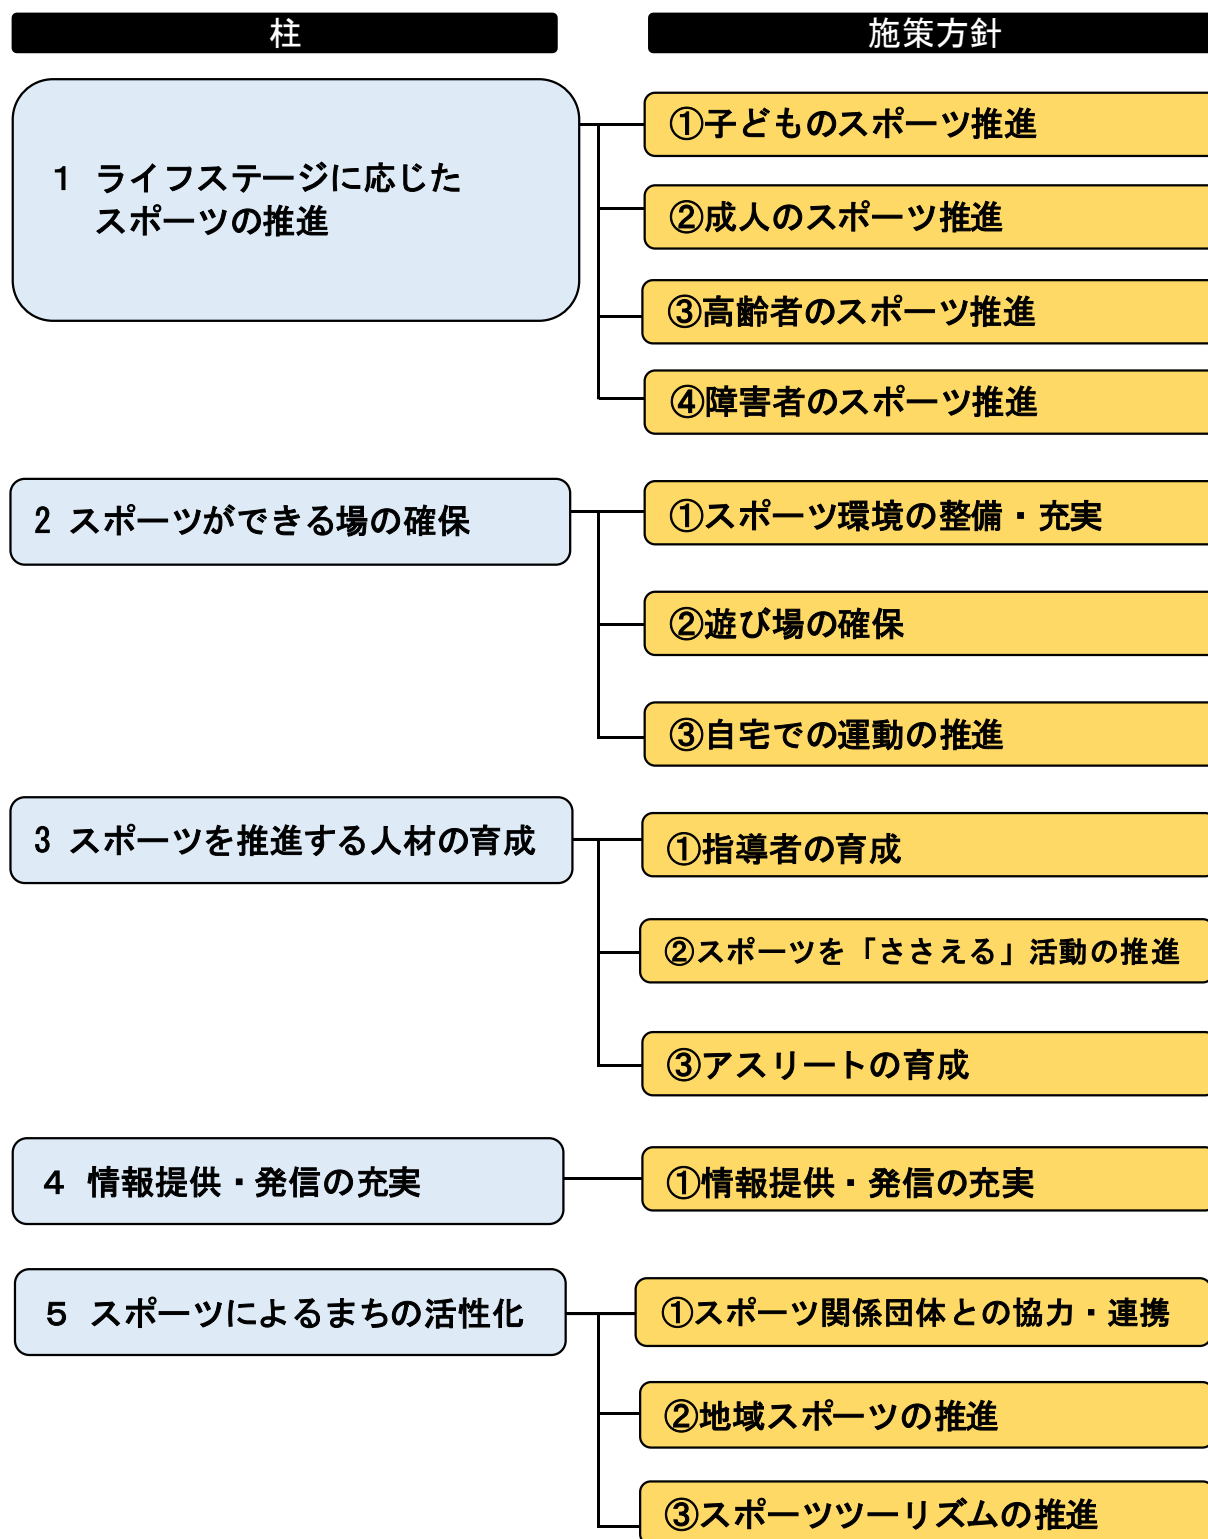 柱
施策方針
1 ライフステージに応じた
スポーツの推進
①子どものスポーツ推進
②成人のスポーツ推進
③高齢者のスポーツ推進
④障害者のスポーツ推進
2 スポーツができる場の確保
①スポーツ環境の整備・充実
②遊び場の確保
③自宅での運動の推進
3 スポーツを推進する人材の育成
①指導者の育成
②スポーツを「ささえる」活動の推進
③アスリートの育成
4 情報提供・発信の充実
①情報提供・発信の充実
5 スポーツによるまちの活性化
①スポーツ関係団体との協力・連携
②地域スポーツの推進
③スポーツツーリズムの推進